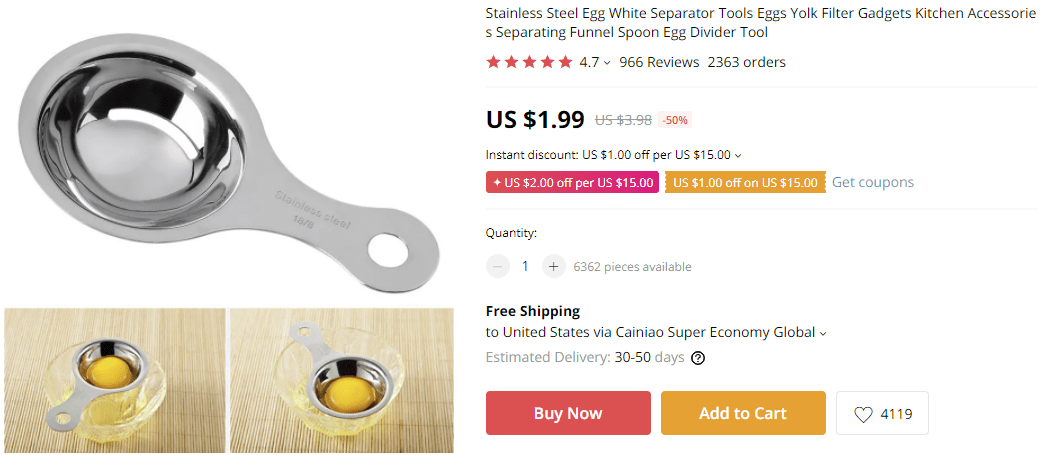 Stainless Steel Egg White Separator Tools Eggs Yolk Filter Gadgets Kitchen Accessorie
s Separating Funnel Spoon Egg Divider Tool
4.7 966 Reviews 2363 orders
US $1.99 US $3.98 -50%
Instant discount: US $1.00 off per US $15.00
US $2.00 off per US $15.00 US $1.00 off on US $15.00 Get coupons
Stainless steel
18/8
Quantity:
− 1 + 6362 pieces available
Free Shipping
to United States via Cainiao Super Economy Global
Estimated Delivery: 30-50 days ?
Buy Now Add to Cart 4119